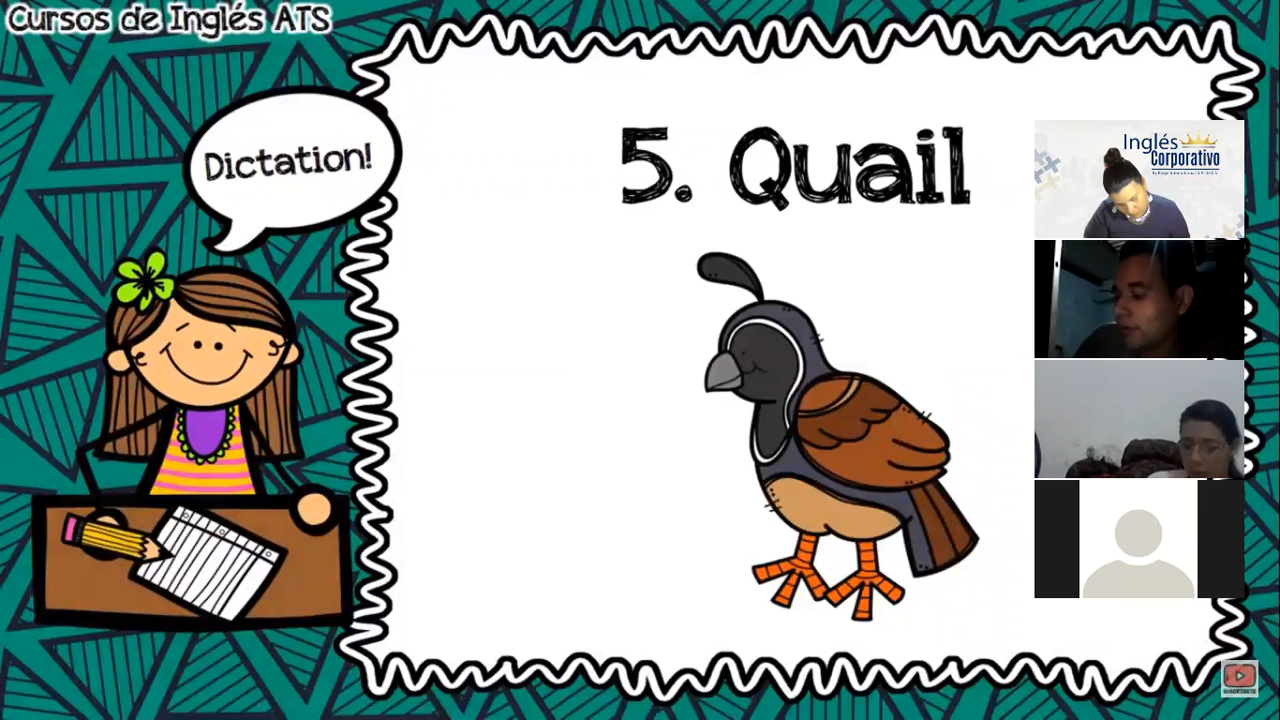 Cursos de Inglés ATS
Dictation!
5. Quail
Inglés
Corporativo